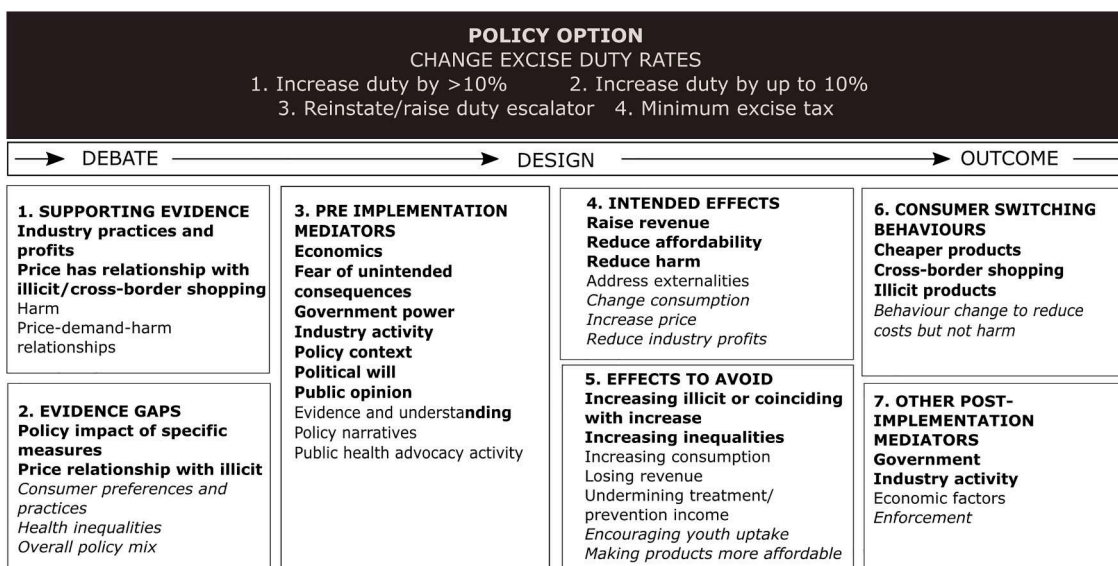 POLICY OPTION
CHANGE EXCISE DUTY RATES
1. Increase duty by >10% 2. Increase duty by up to 10%
3. Reinstate/raise duty escalator 4. Minimum excise tax
DEBATE DESIGN OUTCOME
1. SUPPORTING EVIDENCE
Industry practices and
profits
Price has relationship with
illicit/cross-border shopping
Harm
Price-demand-harm
relationships
2. EVIDENCE GAPS
Policy impact of specific
measures
Price relationship with illicit
Consumer preferences and
practices
Health inequalities
Overall policy mix
3. PRE IMPLEMENTATION
MEDIATORS
Economics
Fear of unintended
consequences
Government power
Industry activity
Policy context
Political will
Public opinion
Evidence and understanding
Policy narratives
Public health advocacy activity
4. INTENDED EFFECTS
Raise revenue
Reduce affordability
Reduce harm
Address externalities
Change consumption
Increase price
Reduce industry profits
5. EFFECTS TO AVOID
Increasing illicit or coinciding
with increase
Increasing inequalities
Increasing consumption
Losing revenue
Undermining treatment/
prevention income
Encouraging youth uptake
Making products more affordable
6. CONSUMER SWITCHING
BEHAVIOURS
Cheaper products
Cross-border shopping
Illicit products
Behaviour change to reduce
costs but not harm
7. OTHER POST-
IMPLEMENTATION
MEDIATORS
Government
Industry activity
Economic factors
Enforcement